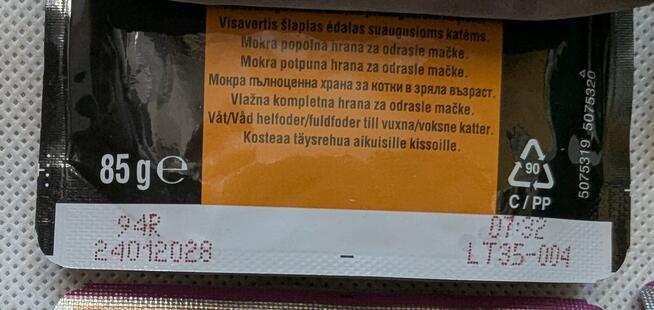 Visavertis šlapias ėdalas suaugusioms katėms.
Mokra popolna hrana za odrasle mačke.
Mokra potpuna hrana za odrasle mačke.
Мокра пълноценна храна за котки в зряла възраст.
Vlažna kompletna hrana za odrasle mačke.
Våt/Våd helfoder/fuldfoder till vuxna/voksne katter.
Kosteaa täysrehua aikuisille kissoille.
85 g ℮
90
C / PP
5075319_5075320
94R
24012028
07:32
LT35-004